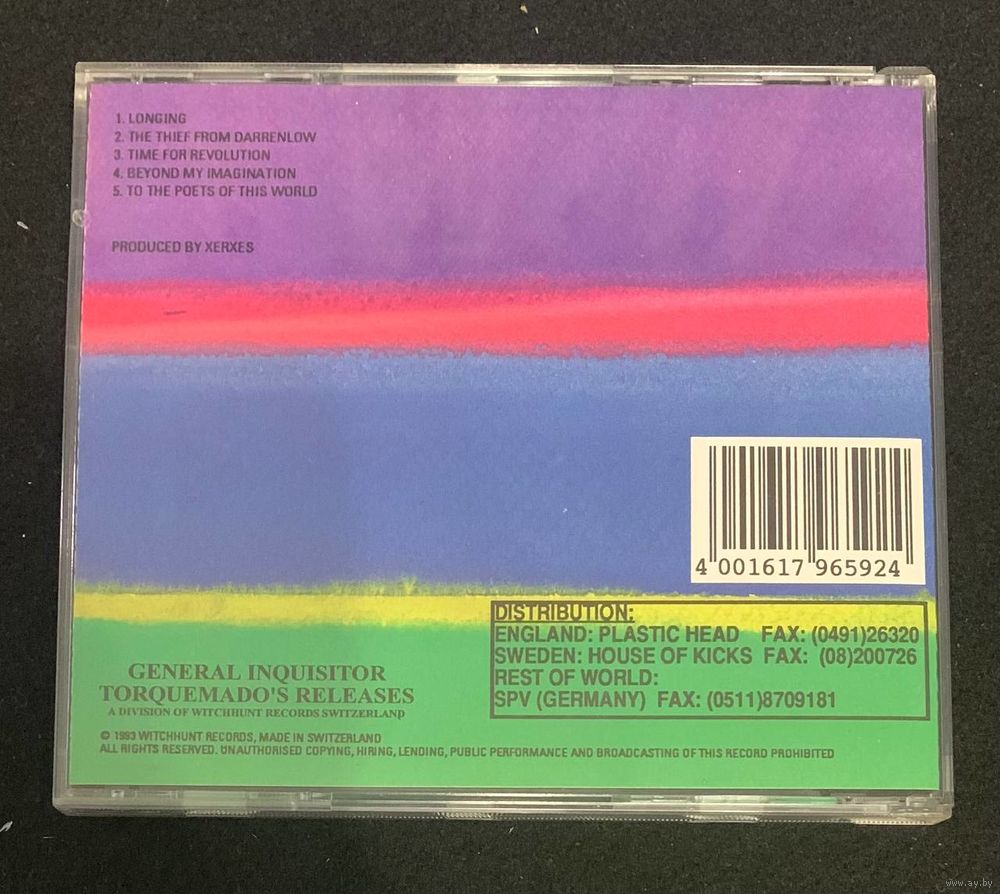 1. LONGING
2. THE THIEF FROM DARRENLOW
3. TIME FOR REVOLUTION
4. BEYOND MY IMAGINATION
5. TO THE POETS OF THIS WORLD
PRODUCED BY XERXES
4 001617 965924
DISTRIBUTION:
ENGLAND: PLASTIC HEAD FAX: (0491)26320
SWEDEN: HOUSE OF KICKS FAX: (08)200726
REST OF WORLD:
SPV (GERMANY) FAX: (0511)8709181
GENERAL INQUISITOR
TORQUEMADO'S RELEASES
A DIVISION OF WITCHHUNT RECORDS SWITZERLAND
© 1993 WITCHHUNT RECORDS, MADE IN SWITZERLAND
ALL RIGHTS RESERVED. UNAUTHORISED COPYING, HIRING, LENDING, PUBLIC PERFORMANCE AND BROADCASTING OF THIS RECORD PROHIBITED
www.ay.by